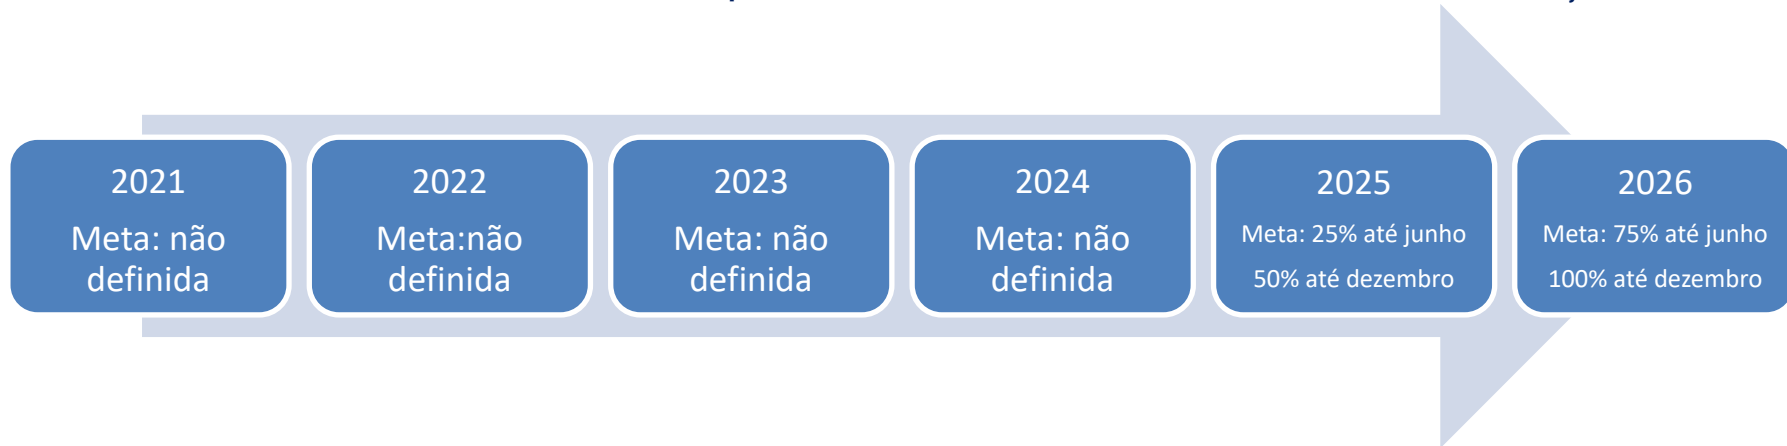 2021
Meta: não
definida
2022
Meta:não
definida
2023
Meta: não
definida
2024
Meta: não
definida
2025
Meta: 25% até junho
50% até dezembro
2026
Meta: 75% até junho
100% até dezembro